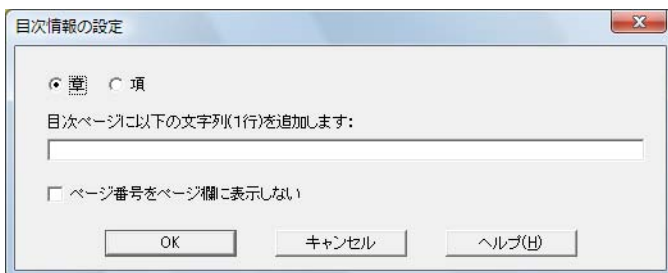 目次情報の設定
章 項
目次ページに以下の文字列(1行)を追加します:
ページ番号をページ欄に表示しない
OK キャンセル ヘルプ(H)